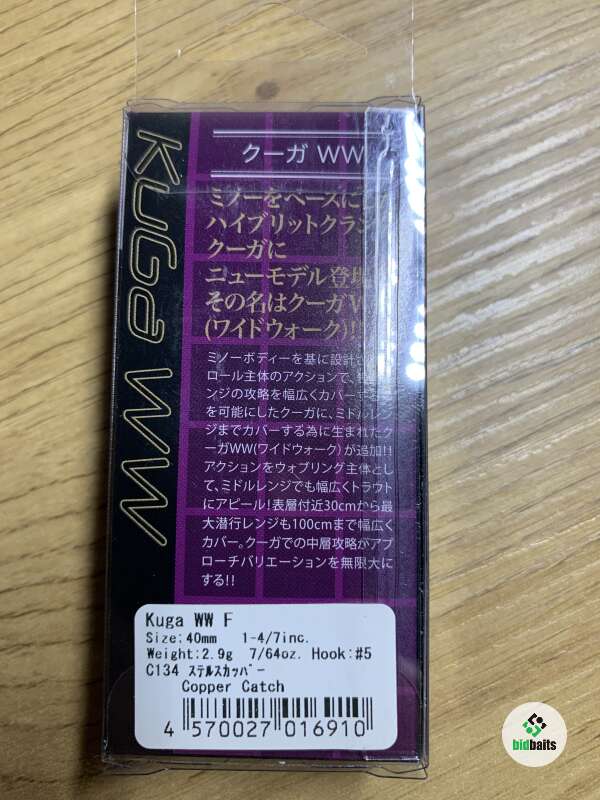 KUGa WW
クーガ WW
ミノーをベースにした
ハイブリットクラン
クーガに
ニューモデル登場
その名はクーガ W
(ワイドウォーク)!!
ミノーボディーを基に設計
ロール主体のアクションで、
ンジの攻略を幅広くカバー
を可能にしたクーガに、ミドルレン
ジまでカバーする為に生まれたク
ーガWW(ワイドウォーク) が追加!!
アクションをウォブリング主体とし
て、ミドルレンジでも幅広くトラウト
にアピール!表層付近30cmから最
大潜行レンジも100cmまで幅広く
カバー。クーガでの中層攻略がアプ
ローチバリエーションを無限大に
する!!
Kuga WW F
Size:40mm 1-4/7inc.
Weight:2.9g 7/64oz. Hook:#5
C134 ステルスカッパー
Copper Catch
4 570027 016910
bidbaits